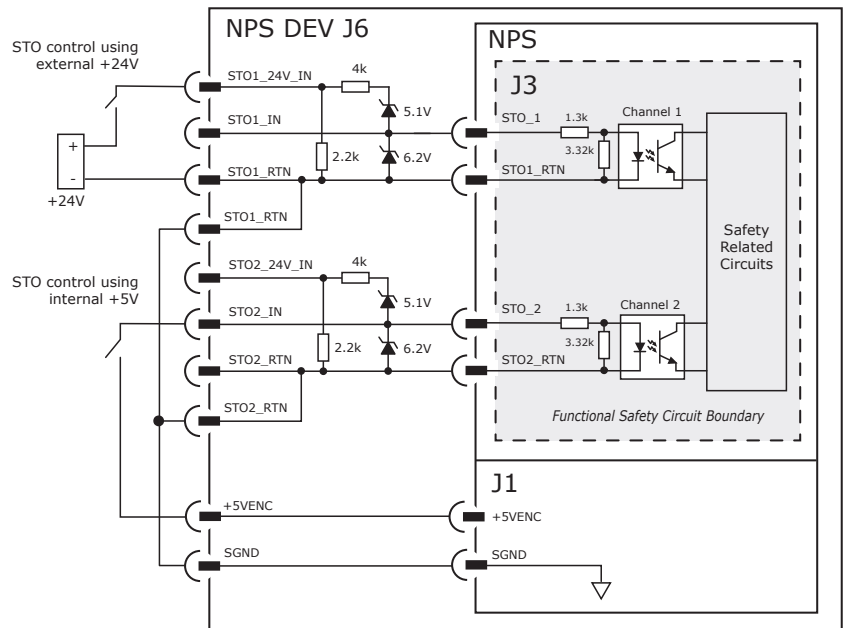 NPS DEV J6
NPS
STO control using
external +24V
+
-
+24V
STO1_24V_IN
4k
5.1V
STO1_IN
2.2k
6.2V
STO1_RTN
STO1_RTN
J3
STO_1
1.3k
Channel 1
3.32k
STO1_RTN
Safety
Related
Circuits
STO control using
internal +5V
STO2_24V_IN
4k
5.1V
STO2_IN
2.2k
6.2V
STO2_RTN
STO2_RTN
STO_2
1.3k
Channel 2
3.32k
STO2_RTN
Functional Safety Circuit Boundary
J1
+5VENC
+5VENC
SGND
SGND